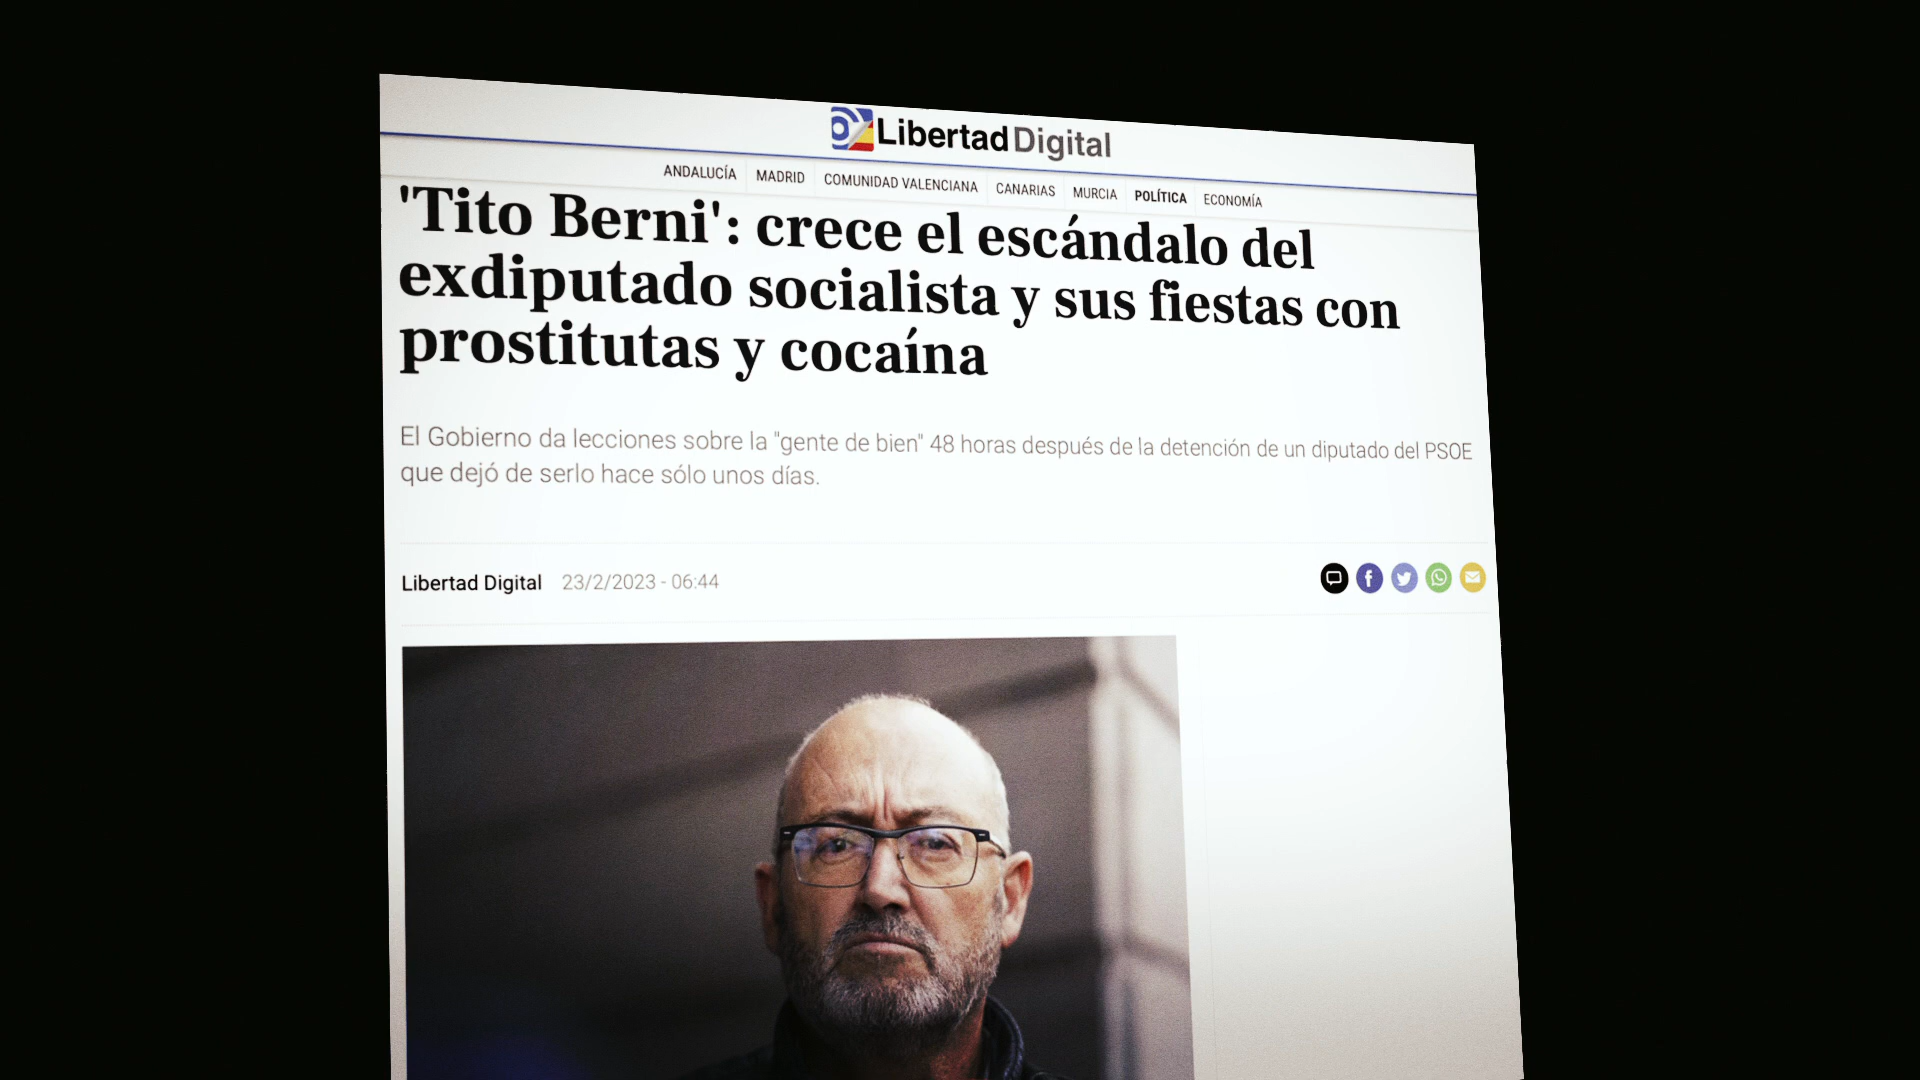 Libertad Digital
ANDALUCÍA MADRID COMUNIDAD VALENCIANA CANARIAS MURCIA POLÍTICA ECONOMÍA
'Tito Berni': crece el escándalo del
exdiputado socialista y sus fiestas con
prostitutas y cocaína
El Gobierno da lecciones sobre la "gente de bien" 48 horas después de la detención de un diputado del PSOE
que dejó de serlo hace sólo unos días.
Libertad Digital 23/2/2023 - 06:44